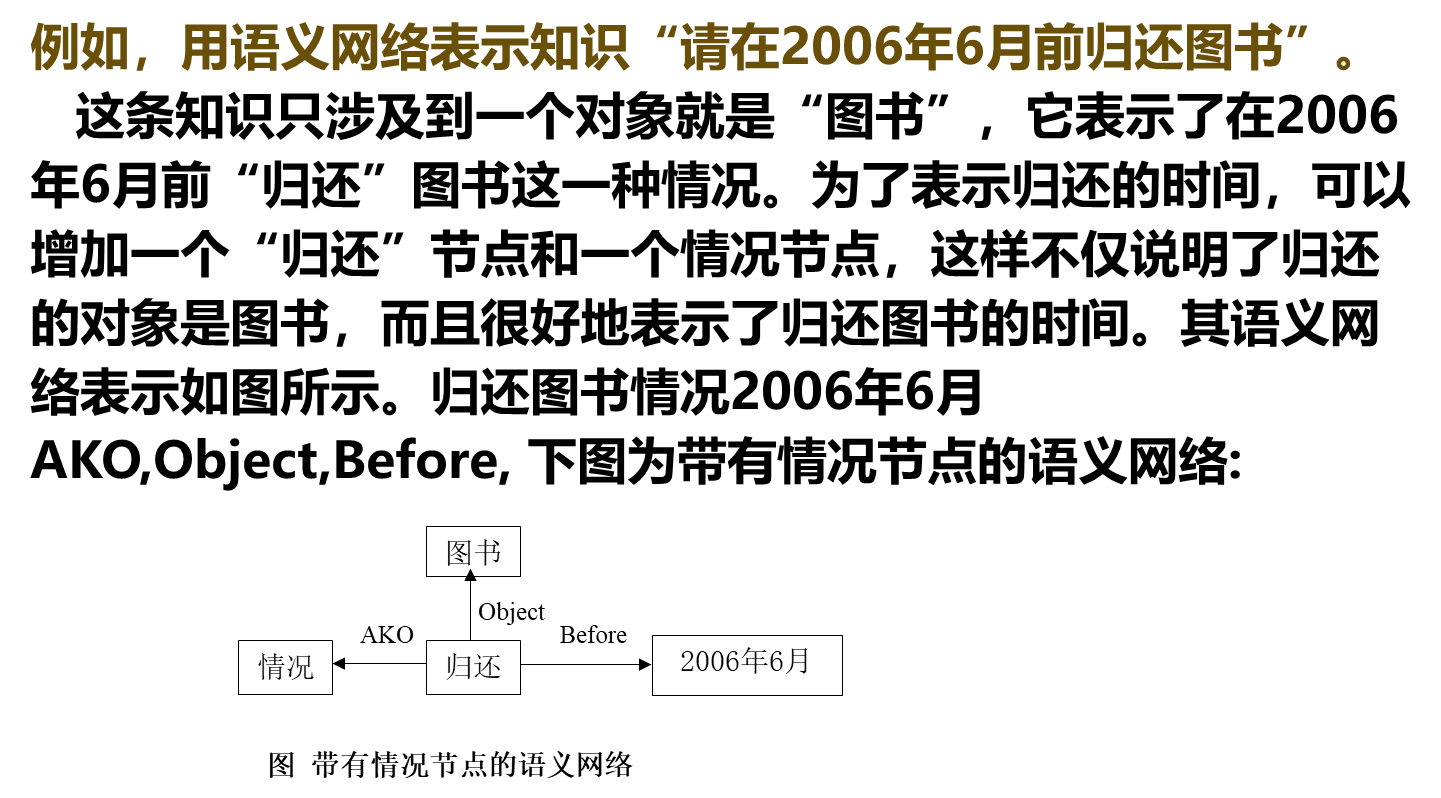 例如，用语义网络表示知识“请在2006年6月前归还图书”。
这条知识只涉及到一个对象就是“图书”，它表示了在2006
年6月前“归还”图书这一种情况。为了表示归还的时间，可以
增加一个“归还”节点和一个情况节点，这样不仅说明了归还
的对象是图书，而且很好地表示了归还图书的时间。其语义网
络表示如图所示。归还图书情况2006年6月
AKO,Object,Before, 下图为带有情况节点的语义网络:
图书
Object
AKO
Before
情况
归还
2006年6月
图 带有情况节点的语义网络